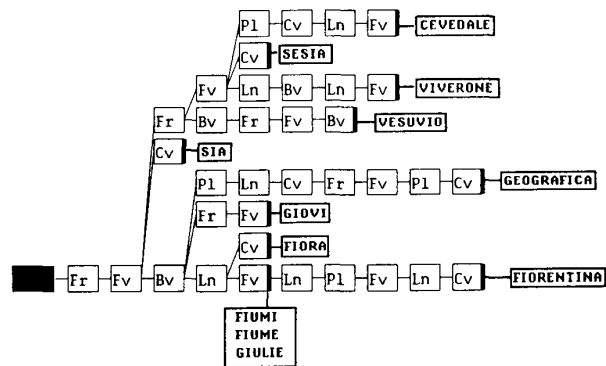 Pl Cv Ln Fv CEVEDALE
Cv SESIA
Fv Ln Bv Ln Fv VIVERONE
Fr Bv Fr Fv Bv VESUVIO
Cv SIA
Pl Ln Cv Fr Fv Pl Cv GEOGRAFICA
Fr Fv GIOVI
Cv FIORA
Fr Fv Bv Ln Fv Ln Pl Fv Ln Cv FIORENTINA
FIUMI
FIUME
GIULIE